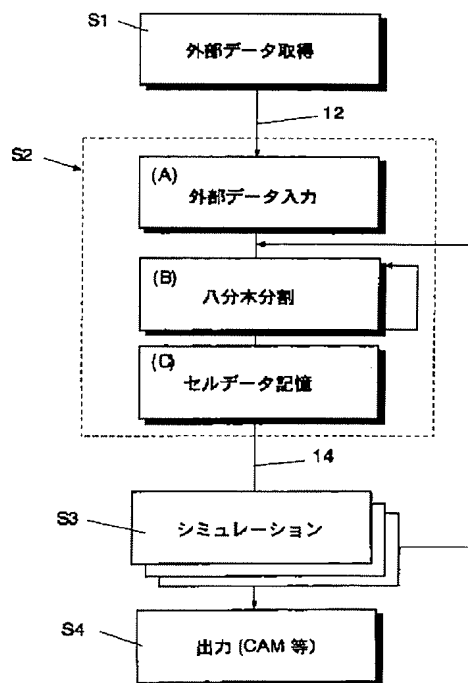 S1
外部データ取得
12
S2
(A)
外部データ入力
(B)
八分木分割
(C)
セルデータ記憶
14
S3
シミュレーション
S4
出力 (CAM 等)